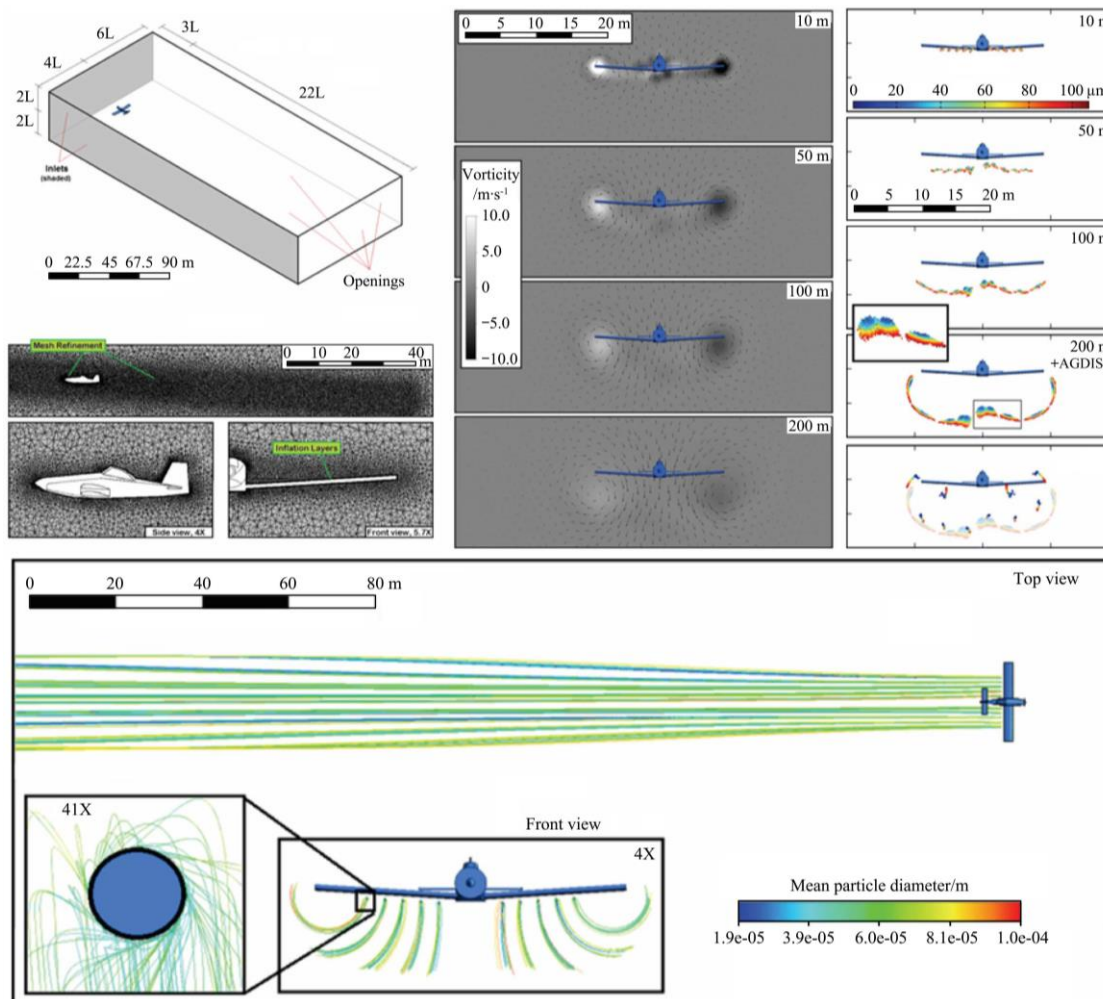 6L
3L
4L
2L
2L
22L
Inlets
(shaded)
Openings
0 22.5 45 67.5 90 m
Mesh Refinement
0 10 20 30 40
m
Inflation Layers
Side view, 4X
Front view, 5.7X
0 5 10 15 20 m
10 m
50 m
Vorticity
/m·s⁻¹
10.0
5.0
0
−5.0
−10.0
100 m
200 m
10 m
0 20 40 60 80 100 μm
50 m
0 5 10 15 20 m
100 m
200 m
+AGDIS
Top view
0 20 40 60 80 m
41X
Front view
4X
Mean particle diameter/m
1.9e-05 3.9e-05 6.0e-05 8.1e-05 1.0e-04